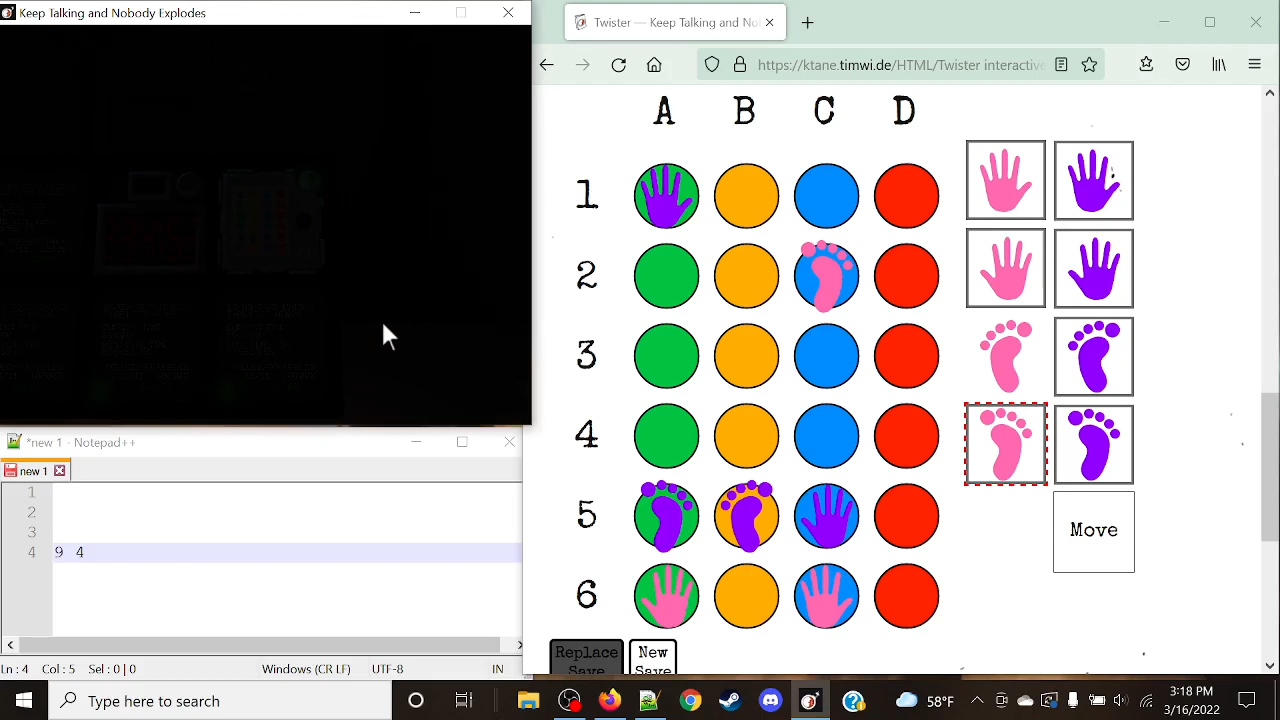 Keep Talking and Nobody Explodes
Twister — Keep Talking and No
https://ktane.timwi.de/HTML/Twister interactive
A B C D
1
2
3
4
5
6
Move
Replace Save
New Save
*new 1 - Notepad++
new 1
1
2
3
4 9 4
Ln : 4 Col : 5 Sel : 0 | 0 Windows (CR LF) UTF-8 IN
Type here to search
58°F
3:18 PM
3/16/2022